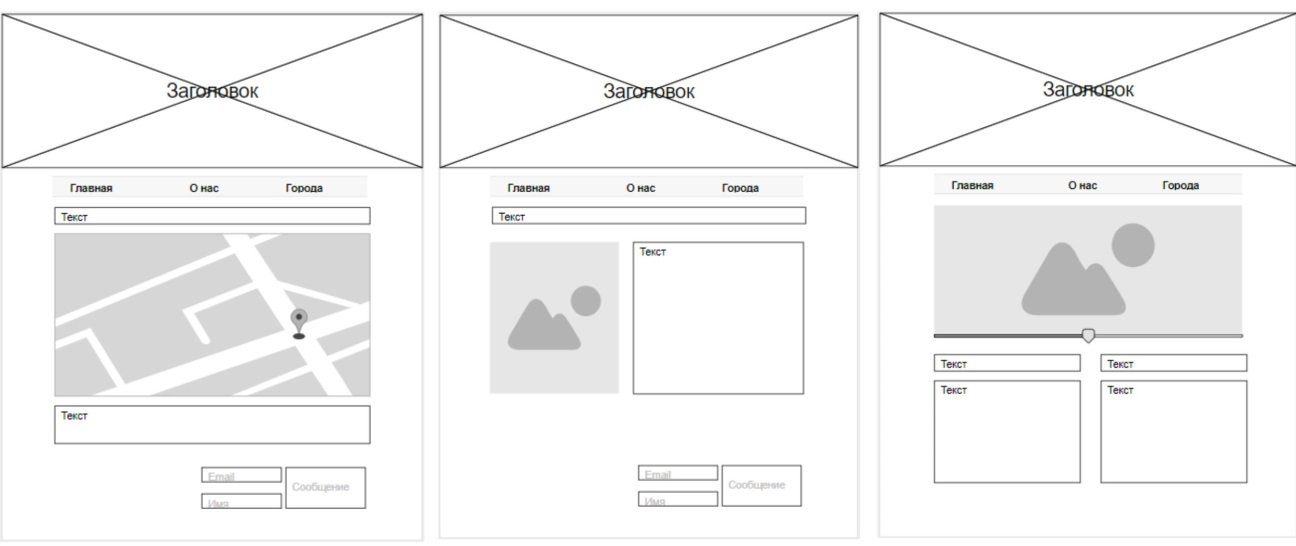 Заголовок
Главная О нас Города
Текст
Текст
Email
Имя
Сообщение
Заголовок
Главная О нас Города
Текст
Текст
Email
Имя
Сообщение
Заголовок
Главная О нас Города
Текст
Текст
Текст
Текст